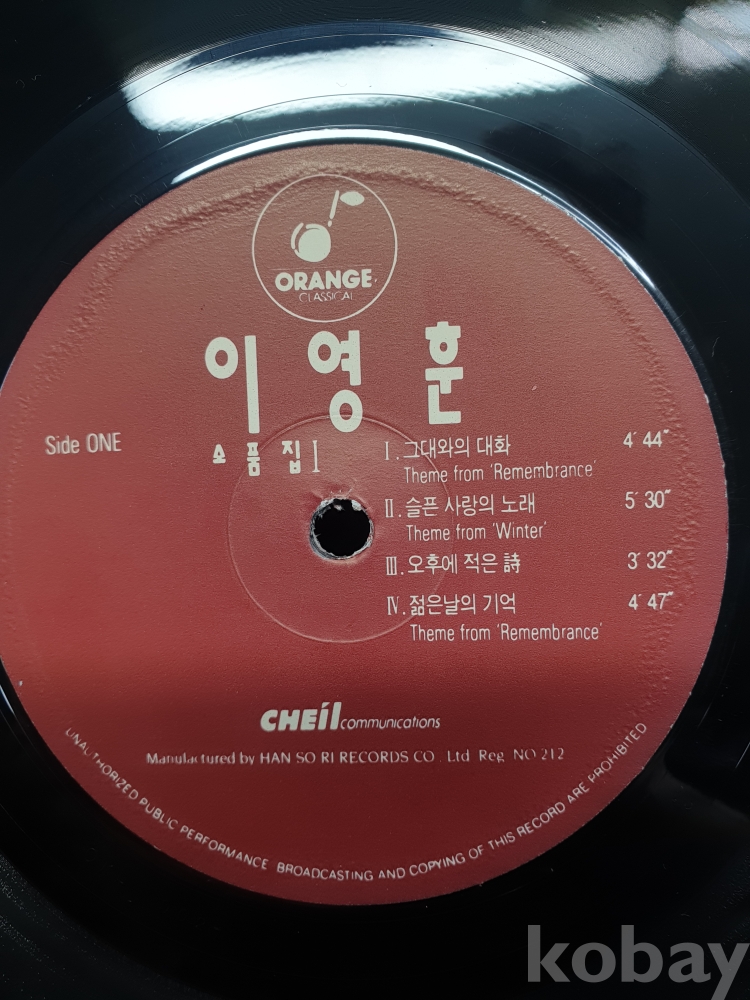 ORANGE
CLASSICAL
이영훈
소품집 I
Side ONE
I. 그대와의 대화 4´44˝
Theme from 'Remembrance'
II. 슬픈 사랑의 노래 5´30˝
Theme from 'Winter'
III. 오후에 적은 詩 3´32˝
IV. 젊은날의 기억 4´47˝
Theme from 'Remembrance'
CHEil communications
Manufactured by HAN SO RI RECORDS CO., Ltd Reg. NO 212
UNAUTHORIZED PUBLIC PERFORMANCE BROADCASTING AND COPYING OF THIS RECORD ARE PROHIBITED
kobay